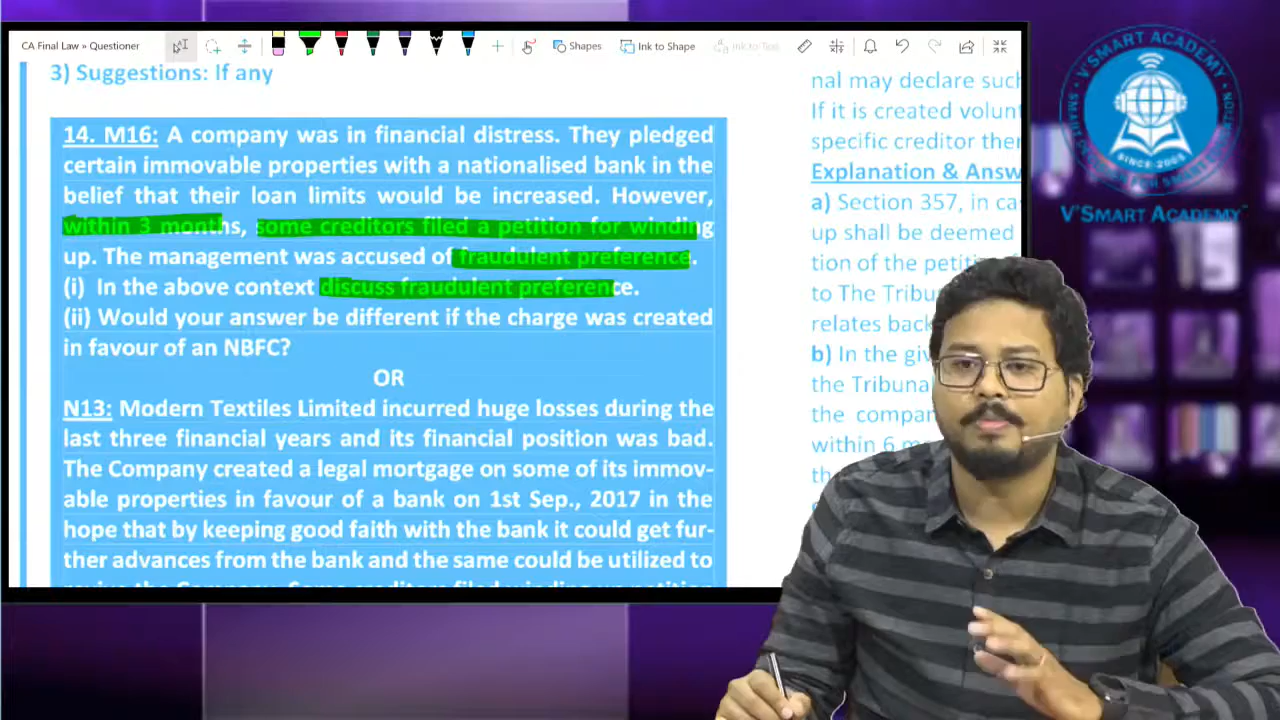 CA Final Law » Questioner
Shapes
Ink to Shape
Ink to Text
3) Suggestions: If any
14. M16: A company was in financial distress. They pledged
certain immovable properties with a nationalised bank in the
belief that their loan limits would be increased. However,
within 3 months, some creditors filed a petition for winding
up. The management was accused of fraudulent preference.
(i) In the above context discuss fraudulent preference.
(ii) Would your answer be different if the charge was created
in favour of an NBFC?
OR
N13: Modern Textiles Limited incurred huge losses during the
last three financial years and its financial position was bad.
The Company created a legal mortgage on some of its immov-
able properties in favour of a bank on 1st Sep., 2017 in the
hope that by keeping good faith with the bank it could get fur-
ther advances from the bank and the same could be utilized to
nal may declare such
If it is created
specific creditor
Explanation &
a) Section 357, in
up shall be deemed
tion of the
to The
relates back
b) In the
the
the company
within 6
V'SMART ACADEMY
SINCE 2005
V'SMART ACADEMY